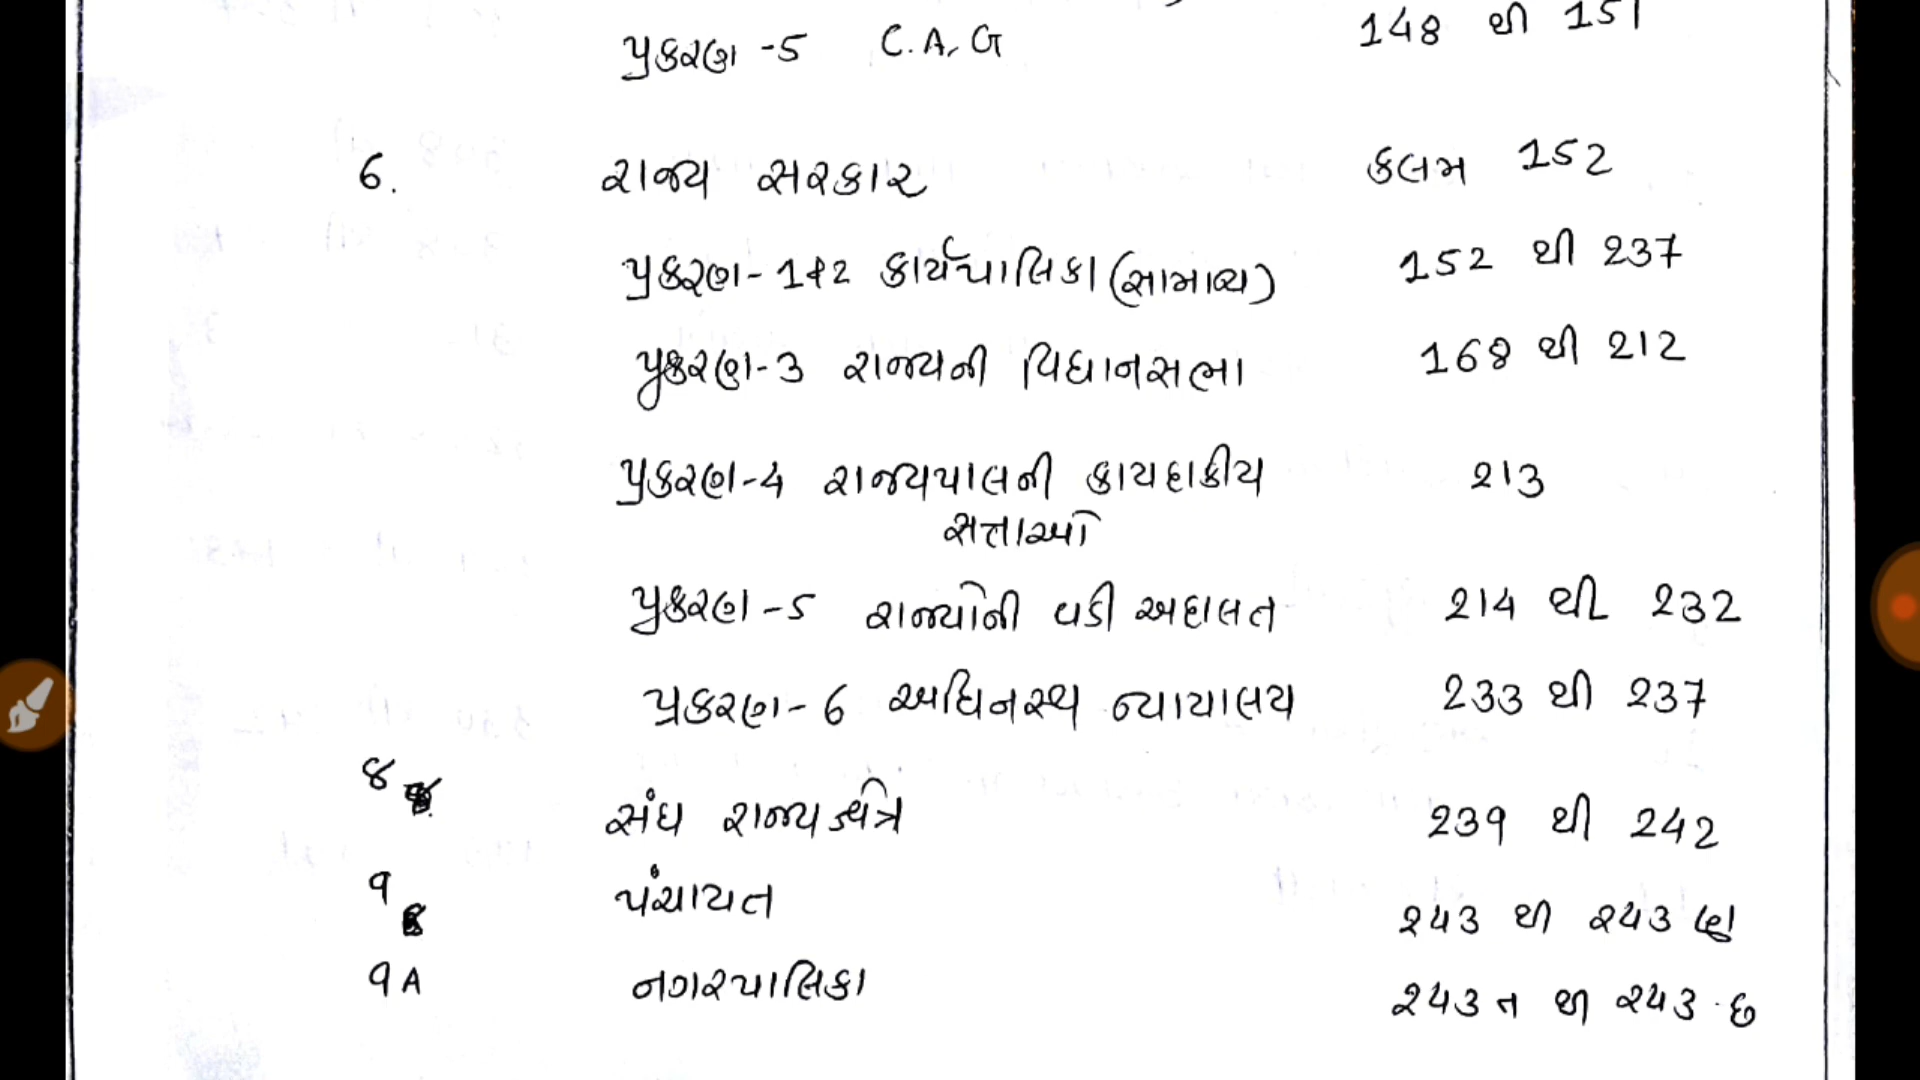 પ્રકરણ -5 C.A.G 148 થી 151
6. રાજ્ય સરકાર કલમ 152
પ્રકરણ - 1&2 કાર્યપાલિકા (સામાન્ય) 152 થી 237
પ્રકરણ - 3 રાજ્યની વિધાનસભા 168 થી 212
પ્રકરણ - 4 રાજ્યપાલની કાયદાકીય 213
સત્તાઓ
પ્રકરણ - 5 રાજ્યોની વડી અદાલત 214 થી 232
પ્રકરણ - 6 અધિનસ્થ ન્યાયાલય 233 થી 237
8 સંઘ રાજ્યક્ષેત્રે 239 થી 242
9 પંચાયત 243 થી 243 ણ
9A નગરપાલિકા 243 ત થી 243 છ